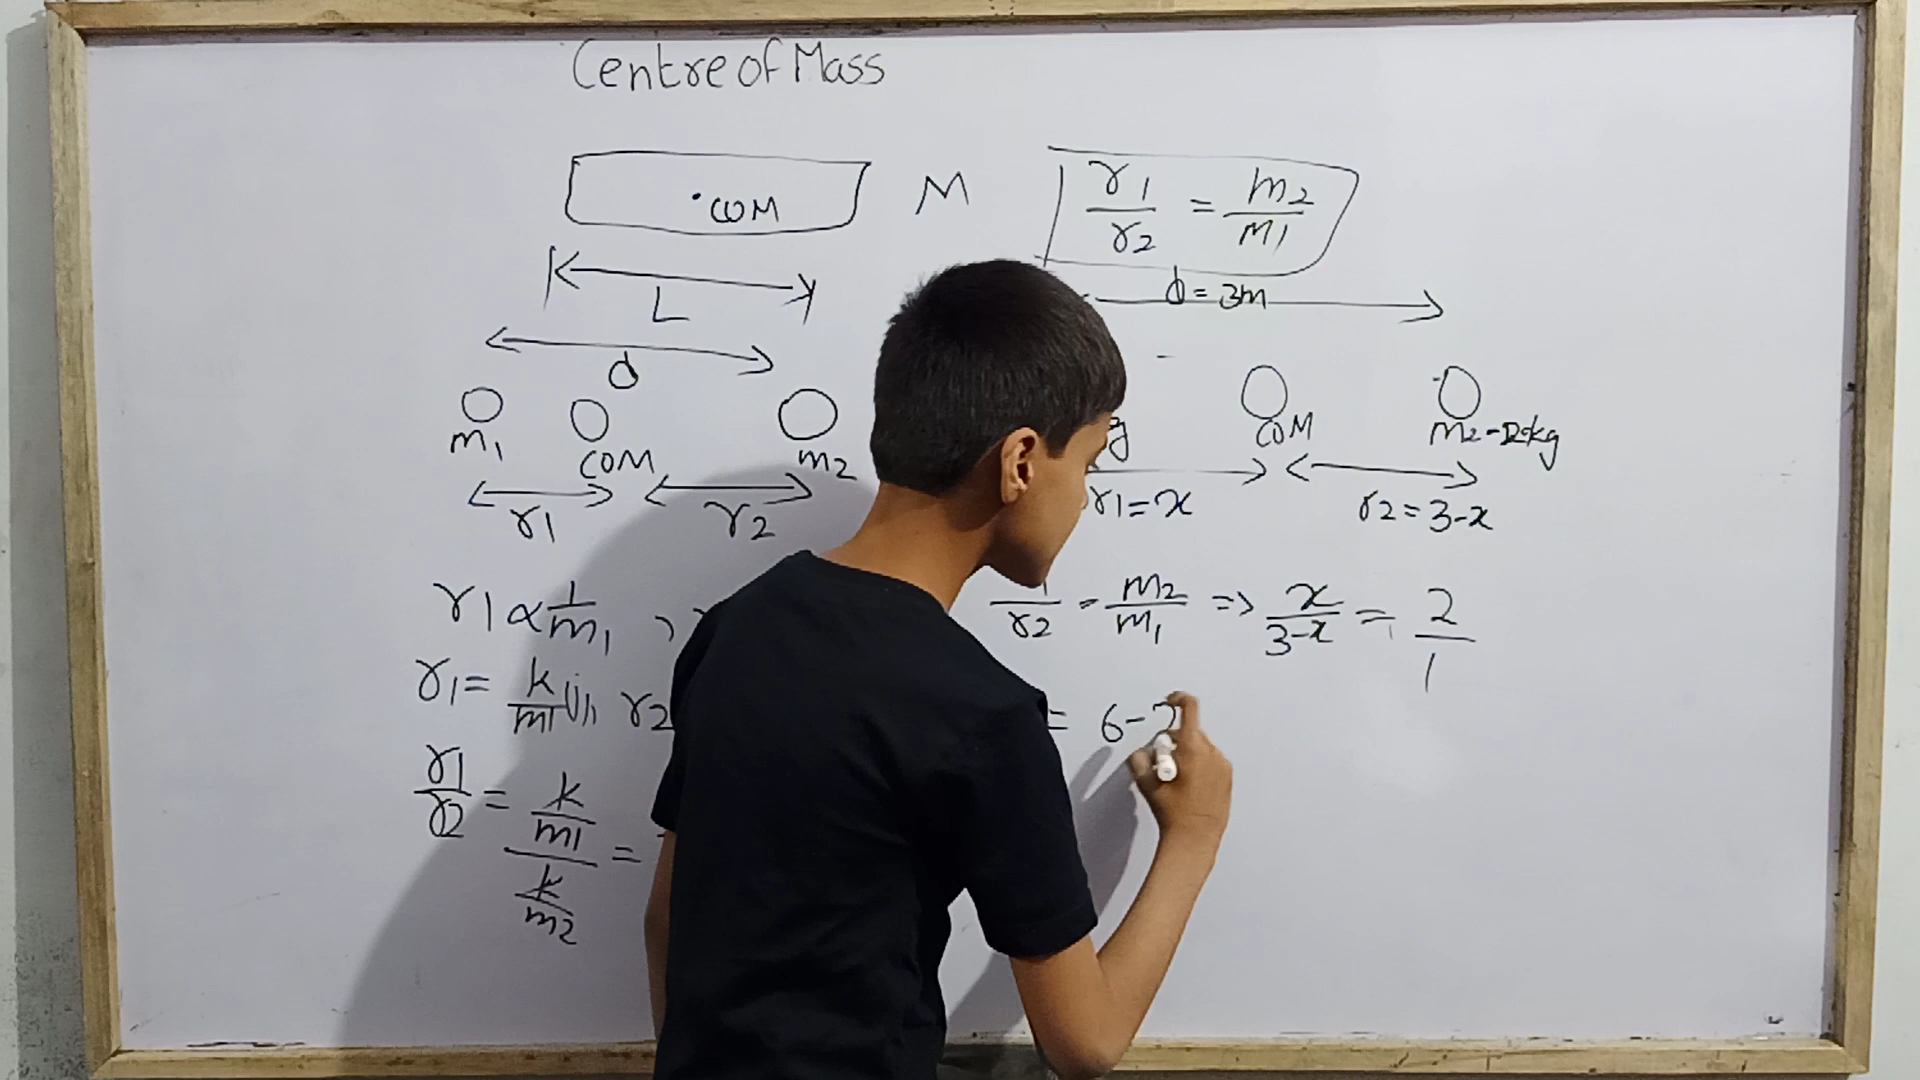 Centre of Mass
.COM M
r1/r2 = m2/m1
L
d = 3m
d
m1 COM m2
COM m2
r1 r2
r1=x r2=3-x
r1 ∝ 1/m1 ,
r2 = m2/m1 => x/3-x = 2/1
r1= k/m1 r2
= 6-
r1/r2 = k/m1 / k/m2 =